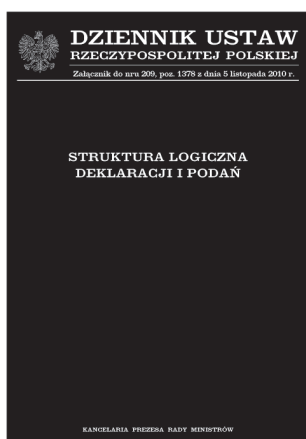 DZIENNIK USTAW
RZECZYPOSPOLITEJ POLSKIEJ
Załącznik do nru 209, poz. 1378 z dnia 5 listopada 2010 r.
STRUKTURA LOGICZNA
DEKLARACJI I PODAŃ
KANCELARIA PREZESA RADY MINISTRÓW